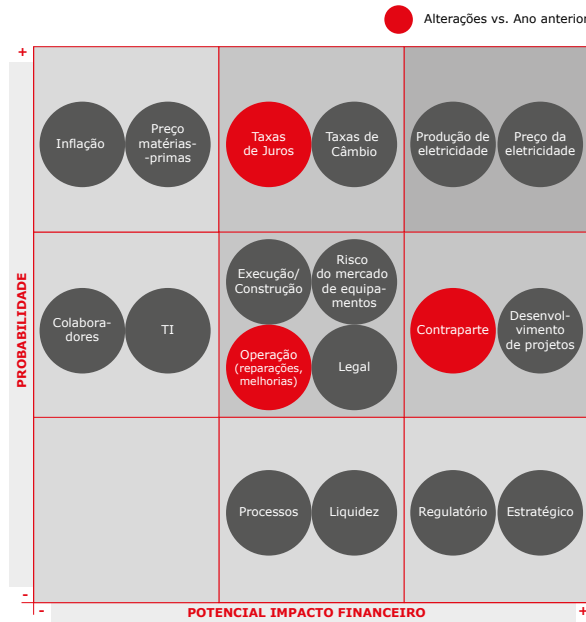 Alterações vs. Ano anterior
+
Inflação
Preço
matérias-
-primas
Taxas
de Juros
Taxas de
Câmbio
Produção de
eletricidade
Preço da
eletricidade
PROBABILIDADE
Colabora-
dores
TI
Execução/
Construção
Risco
do mercado
de equipa-
mentos
Operação
(reparações,
melhorias)
Legal
Contraparte
Desenvol-
vimento
de projetos
Processos
Liquidez
Regulatório
Estratégico
-
-
POTENCIAL IMPACTO FINANCEIRO
+